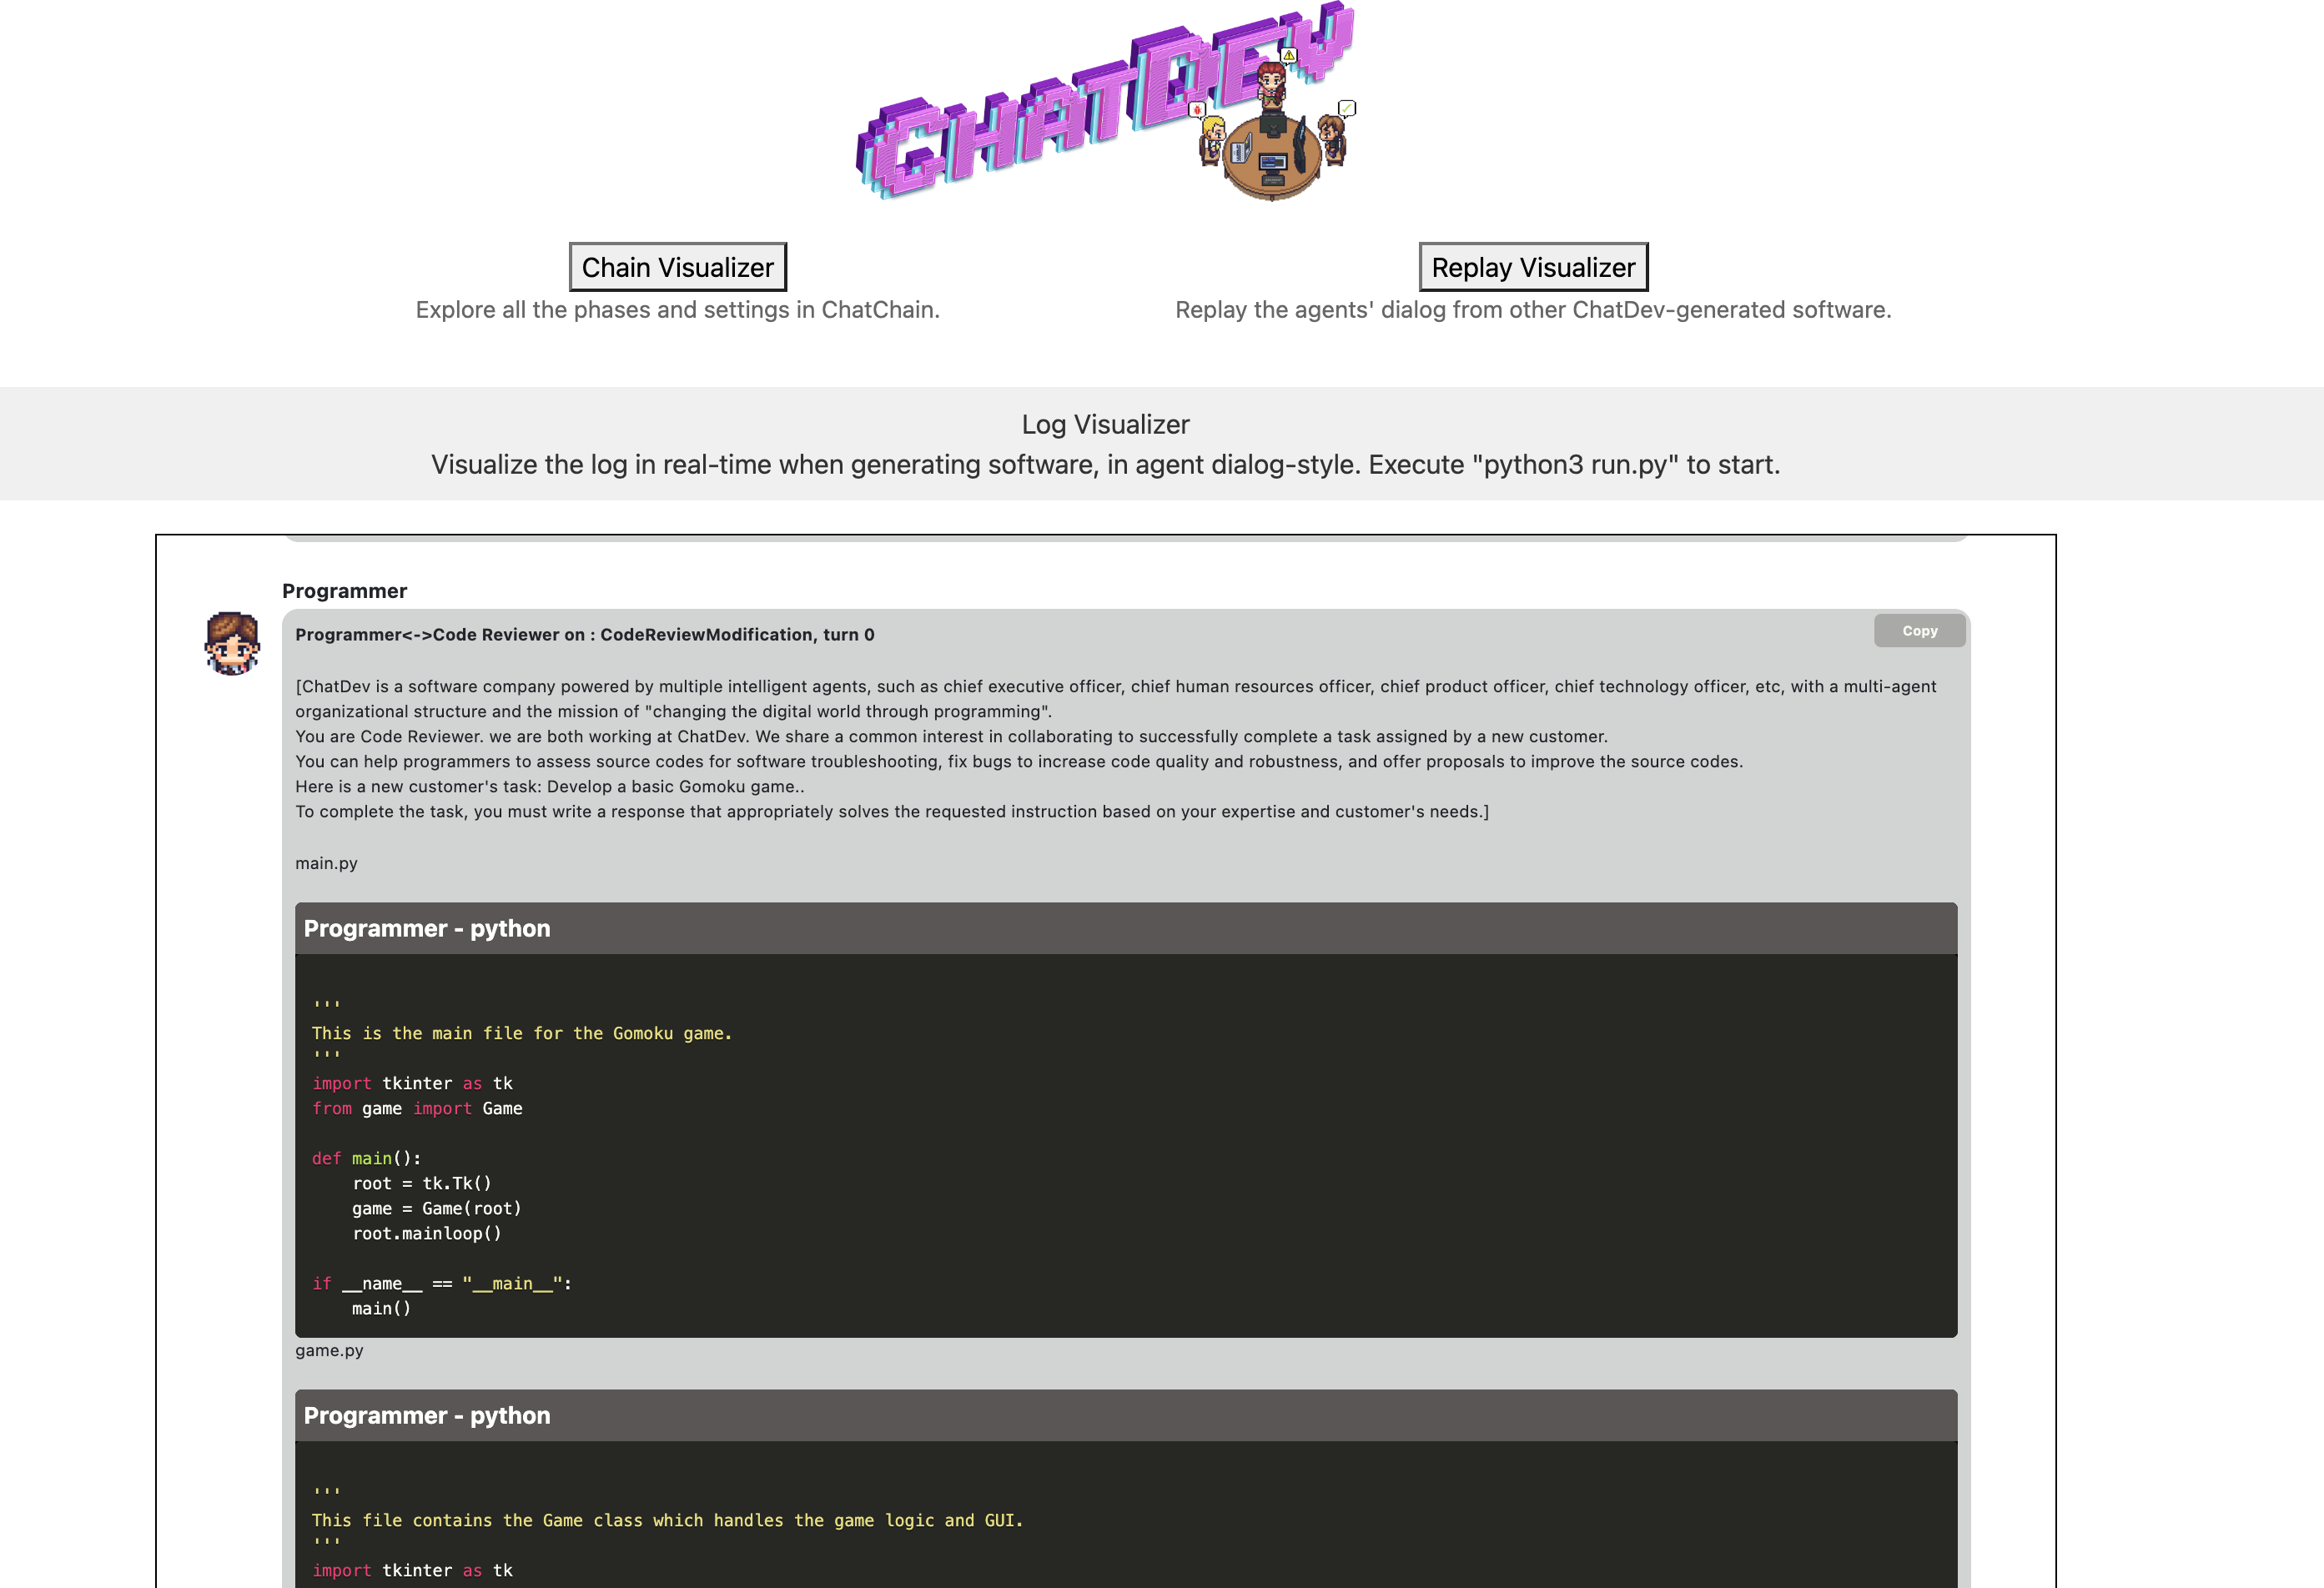 CHATDEV
Chain Visualizer
Explore all the phases and settings in ChatChain.
Replay Visualizer
Replay the agents' dialog from other ChatDev-generated software.
Log Visualizer
Visualize the log in real-time when generating software, in agent dialog-style. Execute "python3 run.py" to start.
Programmer
Programmer<->Code Reviewer on : CodeReviewModification, turn 0
Copy
[ChatDev is a software company powered by multiple intelligent agents, such as chief executive officer, chief human resources officer, chief product officer, chief technology officer, etc, with a multi-agent
organizational structure and the mission of "changing the digital world through programming".
You are Code Reviewer. we are both working at ChatDev. We share a common interest in collaborating to successfully complete a task assigned by a new customer.
You can help programmers to assess source codes for software troubleshooting, fix bugs to increase code quality and robustness, and offer proposals to improve the source codes.
Here is a new customer's task: Develop a basic Gomoku game..
To complete the task, you must write a response that appropriately solves the requested instruction based on your expertise and customer's needs.]
main.py
Programmer - python
'''
This is the main file for the Gomoku game.
'''
import tkinter as tk
from game import Game
def main():
    root = tk.Tk()
    game = Game(root)
    root.mainloop()
if __name__ == "__main__":
    main()
game.py
Programmer - python
'''
This file contains the Game class which handles the game logic and GUI.
'''
import tkinter as tk